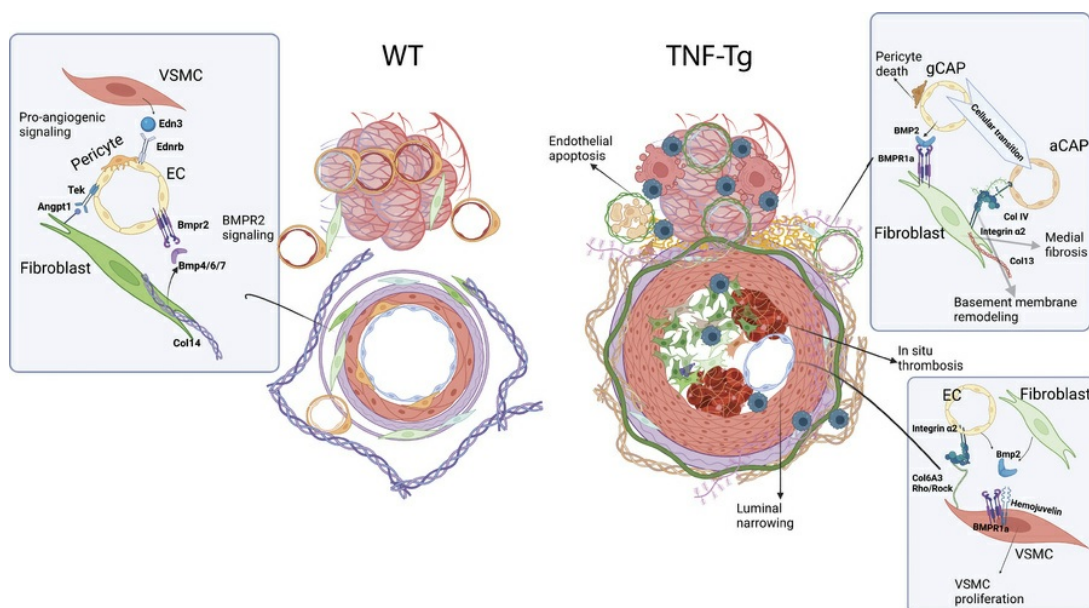 WT
TNF-Tg
VSMC
Pro-angiogenic
signaling
Edn3
Ednrb
Pericyte
EC
Tek
Angpt1
Bmpr2
BMPR2
signaling
Fibroblast
Bmp4/6/7
Col14
Endothelial
apoptosis
In situ
thrombosis
Luminal
narrowing
Pericyte
death
gCAP
Cellular transition
BMP2
BMPR1a
aCAP
Col IV
Integrin α2
Fibroblast
Col13
Medial
fibrosis
Basement membrane
remodeling
EC
Fibroblast
Integrin α2
Bmp2
Col6A3
Rho/Rock
Hemojuvelin
BMPR1a
VSMC
VSMC
proliferation